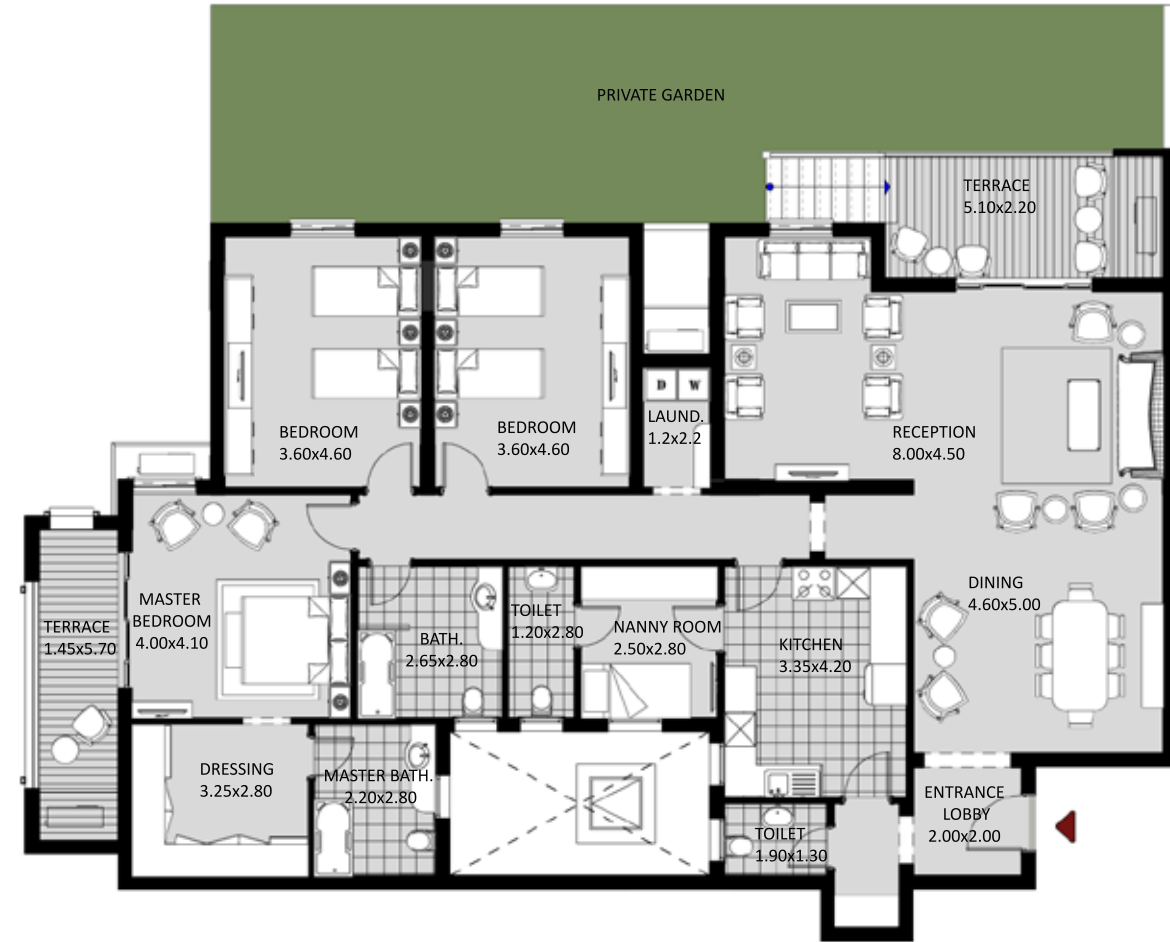 PRIVATE GARDEN
TERRACE
5.10x2.20
BEDROOM
3.60x4.60
BEDROOM
3.60x4.60
D W
LAUND.
1.2x2.2
RECEPTION
8.00x4.50
TERRACE
1.45x5.70
MASTER
BEDROOM
4.00x4.10
BATH.
2.65x2.80
TOILET
1.20x2.80
NANNY ROOM
2.50x2.80
KITCHEN
3.35x4.20
DINING
4.60x5.00
DRESSING
3.25x2.80
MASTER BATH.
2.20x2.80
TOILET
1.90x1.30
ENTRANCE
LOBBY
2.00x2.00